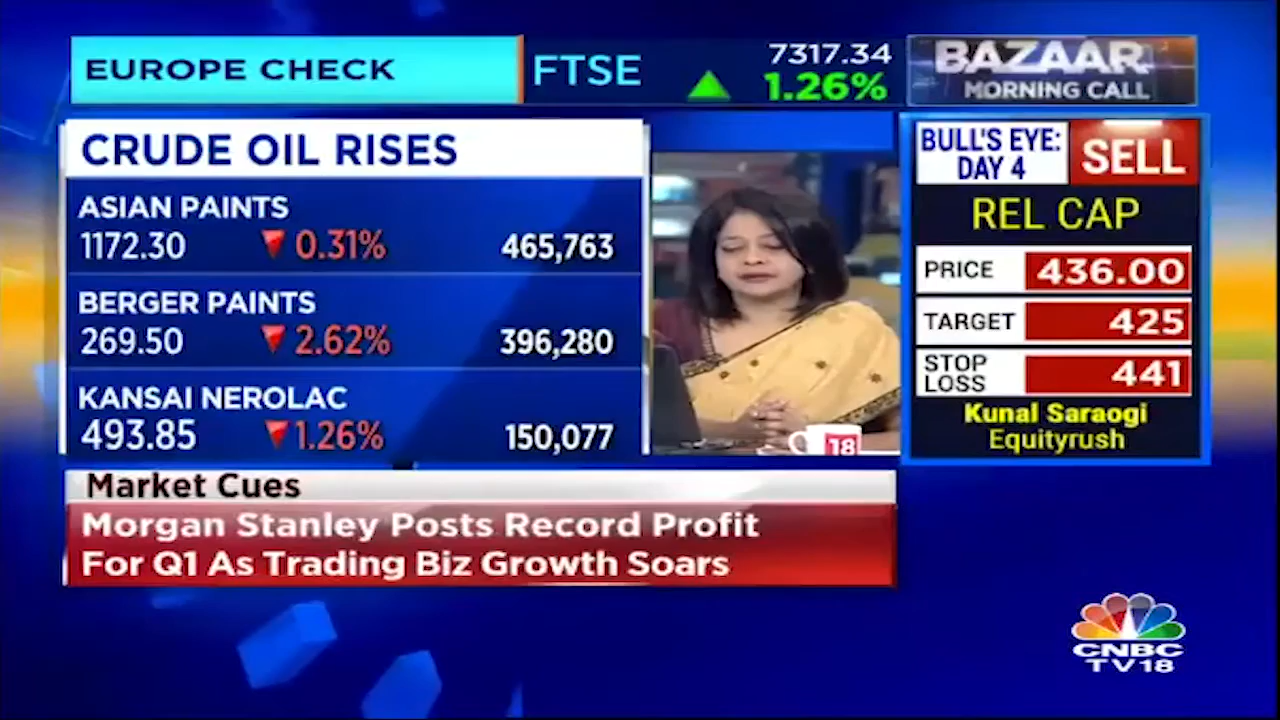 EUROPE CHECK
FTSE
7317.34
1.26%
BAZAAR
MORNING CALL
CRUDE OIL RISES
ASIAN PAINTS
1172.30 0.31% 465,763
BERGER PAINTS
269.50 2.62% 396,280
KANSAI NEROLAC
493.85 1.26% 150,077
18
BULL'S EYE:
DAY 4
SELL
REL CAP
PRICE 436.00
TARGET 425
STOP
LOSS 441
Kunal Saraogi
Equityrush
Market Cues
Morgan Stanley Posts Record Profit
For Q1 As Trading Biz Growth Soars
CNBC
TV18